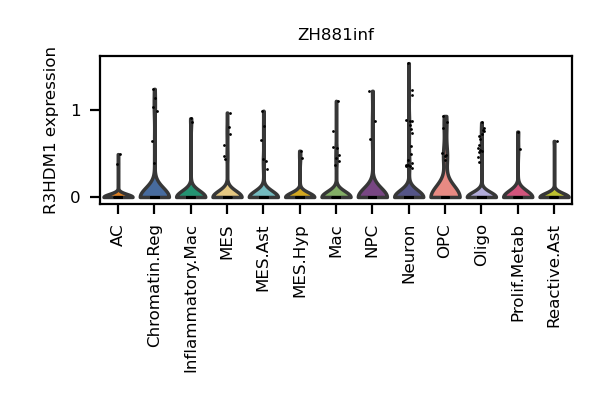 ZH881inf
R3HDM1 expression
1
0
AC
Chromatin.Reg
Inflammatory.Mac
MES
MES.Ast
MES.Hyp
Mac
NPC
Neuron
OPC
Oligo
Prolif.Metab
Reactive.Ast